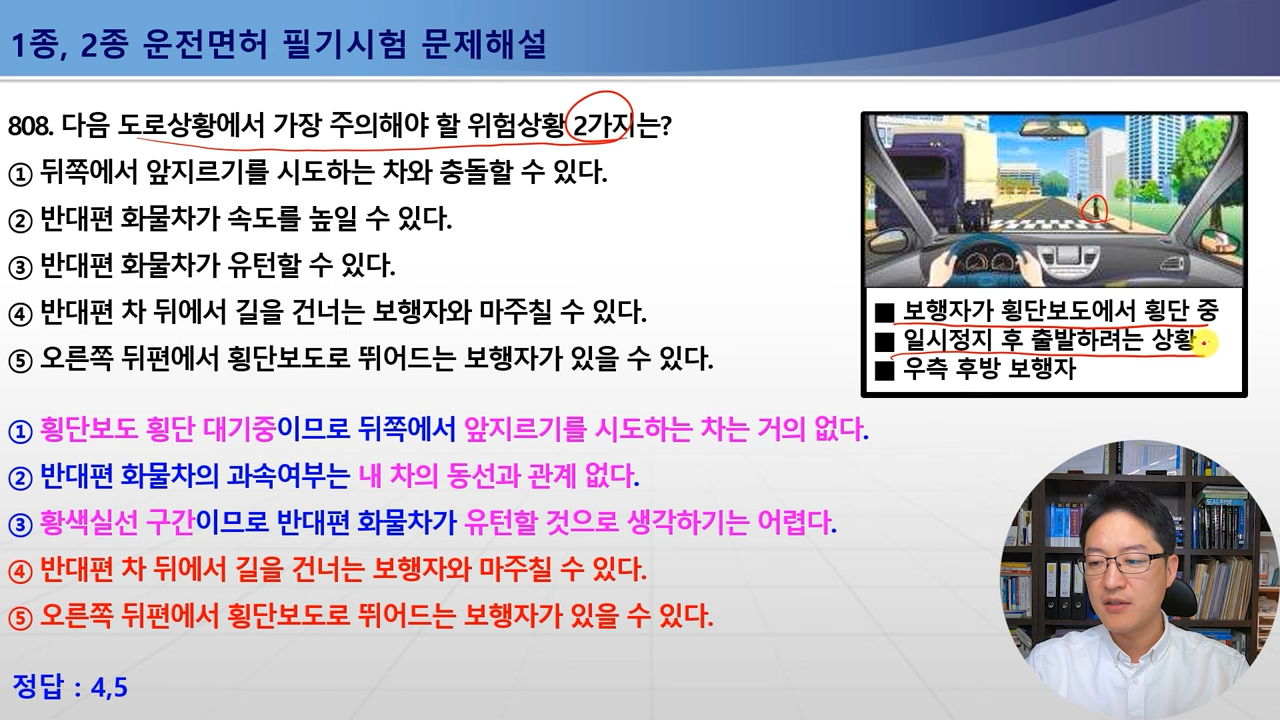 1종, 2종 운전면허 필기시험 문제해설
808. 다음 도로상황에서 가장 주의해야 할 위험상황 2가지는?
① 뒤쪽에서 앞지르기를 시도하는 차와 충돌할 수 있다.
② 반대편 화물차가 속도를 높일 수 있다.
③ 반대편 화물차가 유턴할 수 있다.
④ 반대편 차 뒤에서 길을 건너는 보행자와 마주칠 수 있다.
⑤ 오른쪽 뒤편에서 횡단보도로 뛰어드는 보행자가 있을 수 있다.
■ 보행자가 횡단보도에서 횡단 중
■ 일시정지 후 출발하려는 상황
■ 우측 후방 보행자
① 횡단보도 횡단 대기중이므로 뒤쪽에서 앞지르기를 시도하는 차는 거의 없다.
② 반대편 화물차의 과속여부는 내 차의 동선과 관계 없다.
③ 황색실선 구간이므로 반대편 화물차가 유턴할 것으로 생각하기는 어렵다.
④ 반대편 차 뒤에서 길을 건너는 보행자와 마주칠 수 있다.
⑤ 오른쪽 뒤편에서 횡단보도로 뛰어드는 보행자가 있을 수 있다.
정답 : 4,5